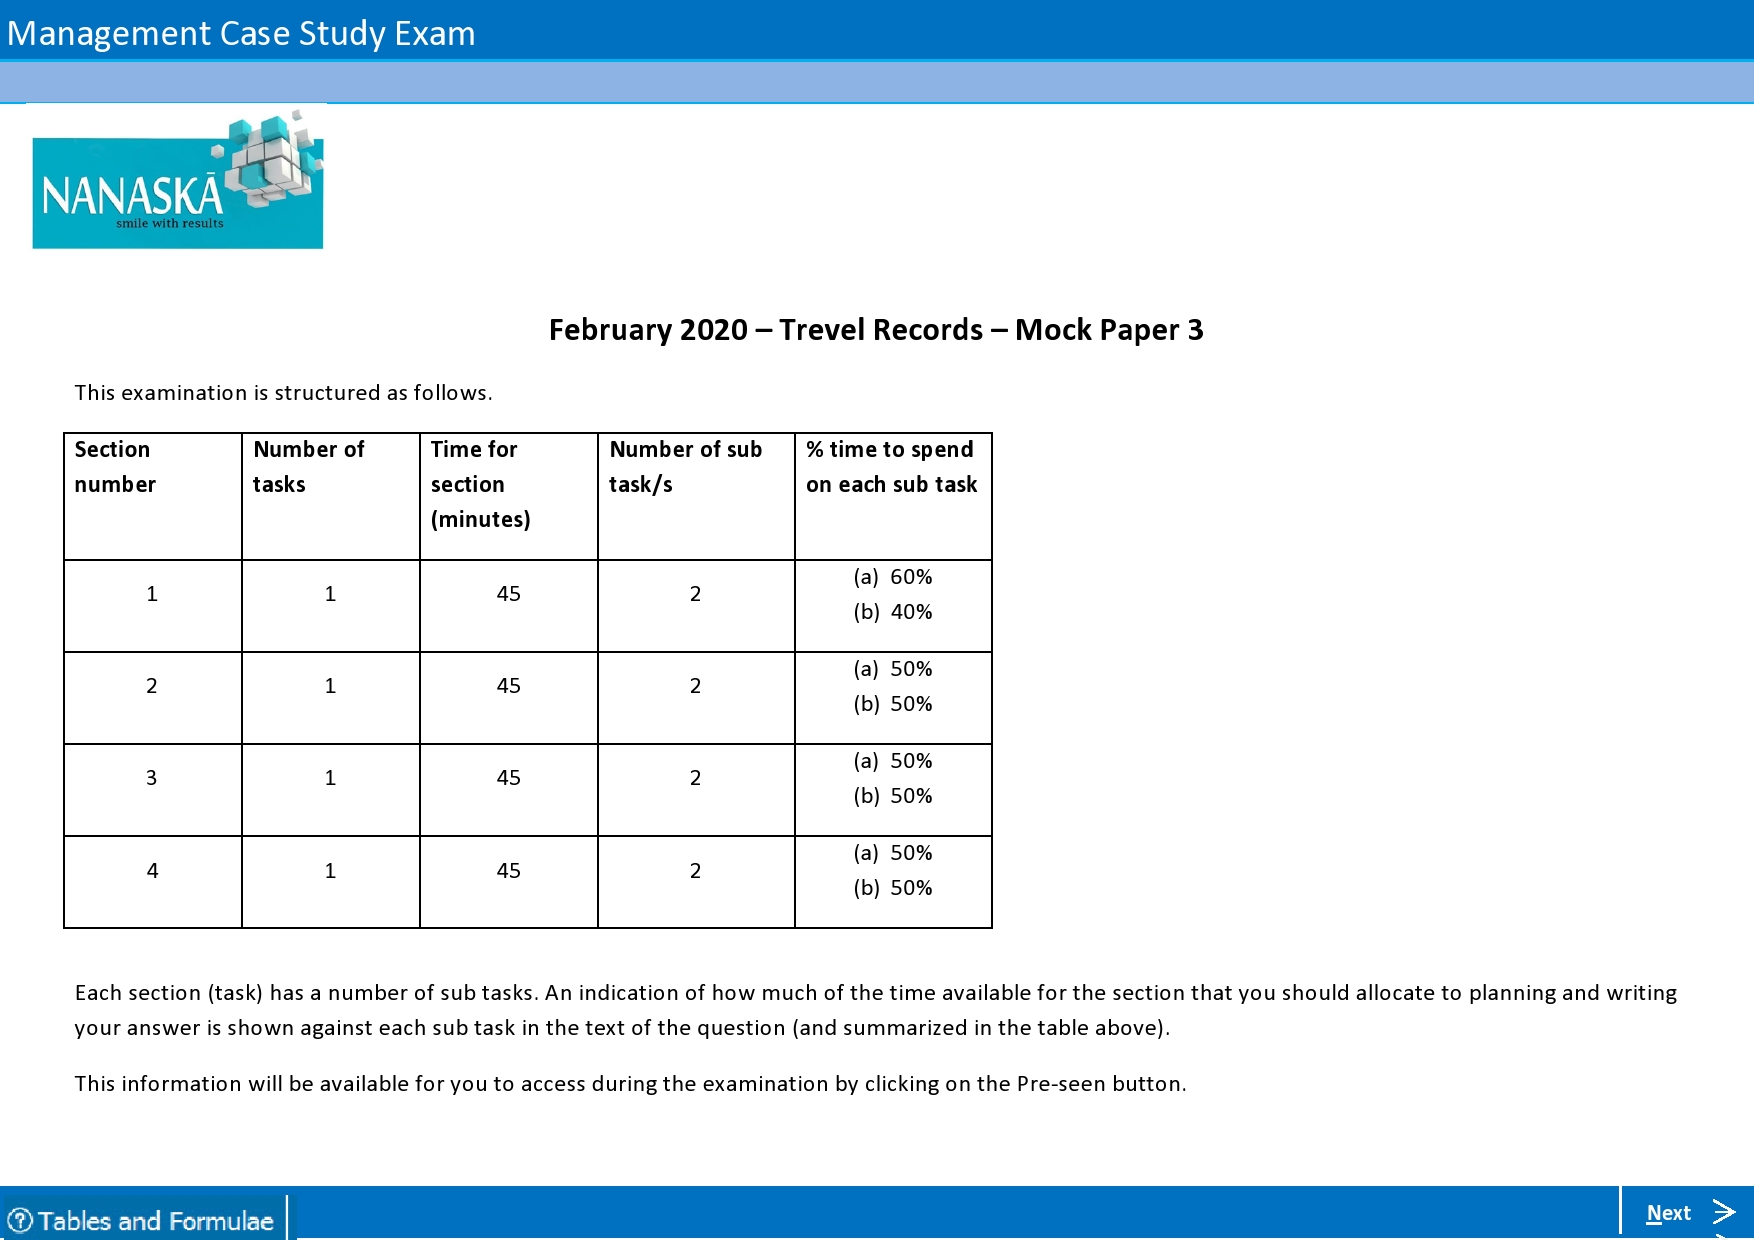 Management Case Study Exam
NANASKĀ
smile with results
February 2020 – Trevel Records – Mock Paper 3
This examination is structured as follows.
Section number | Number of tasks | Time for section (minutes) | Number of sub task/s | % time to spend on each sub task
1 | 1 | 45 | 2 | (a) 60% (b) 40%
2 | 1 | 45 | 2 | (a) 50% (b) 50%
3 | 1 | 45 | 2 | (a) 50% (b) 50%
4 | 1 | 45 | 2 | (a) 50% (b) 50%
Each section (task) has a number of sub tasks. An indication of how much of the time available for the section that you should allocate to planning and writing
your answer is shown against each sub task in the text of the question (and summarized in the table above).
This information will be available for you to access during the examination by clicking on the Pre-seen button.
Tables and Formulae
Next